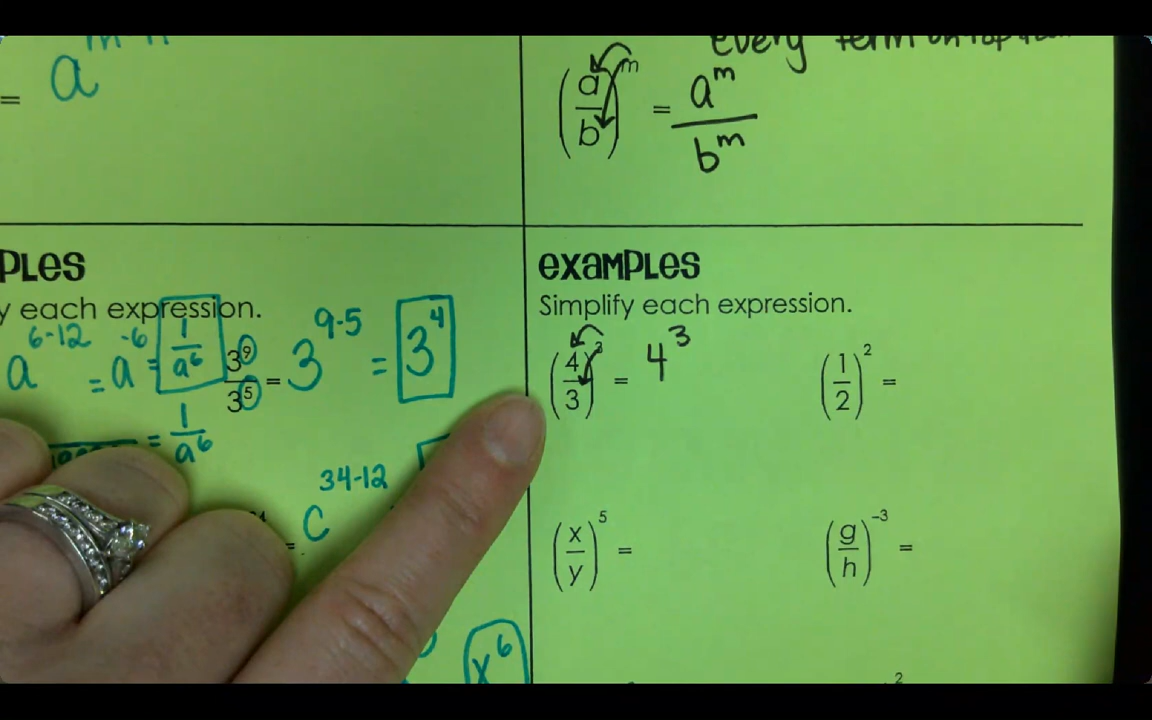 = a^{m-n}
every term on top
(a/b)^m = a^m/b^m
PLES
y each expression.
a^{6-12} = a^{-6} = 1/a^6
= 1/a^6
3^9/3^5 = 3^{9-5} = 3^4
= c^{34-12}
x^6
EXAMPLES
Simplify each expression.
(4/3)^3 = 4^3
(1/2)^2 =
(x/y)^5 =
(g/h)^{-3} =
2